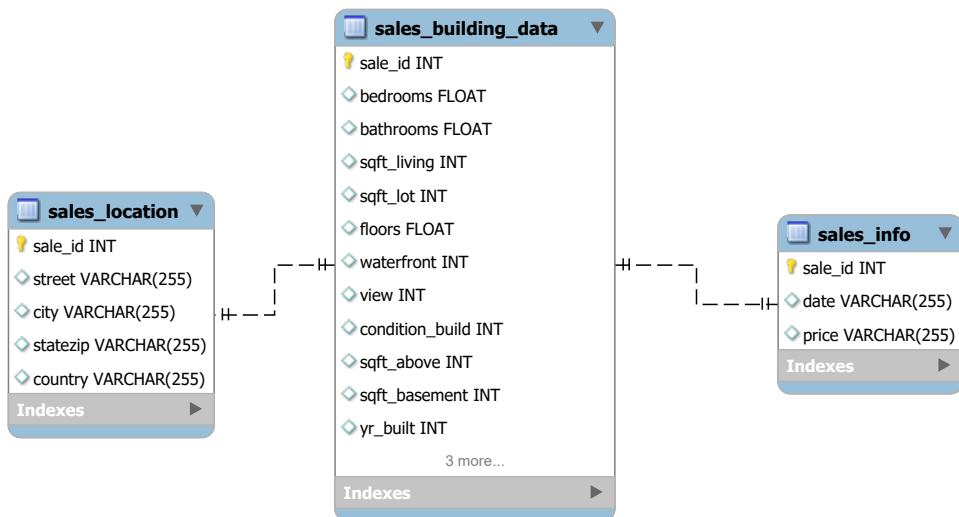 sales_location
sale_id INT
street VARCHAR(255)
city VARCHAR(255)
statezip VARCHAR(255)
country VARCHAR(255)
Indexes
sales_building_data
sale_id INT
bedrooms FLOAT
bathrooms FLOAT
sqft_living INT
sqft_lot INT
floors FLOAT
waterfront INT
view INT
condition_build INT
sqft_above INT
sqft_basement INT
yr_built INT
3 more...
Indexes
sales_info
sale_id INT
date VARCHAR(255)
price VARCHAR(255)
Indexes